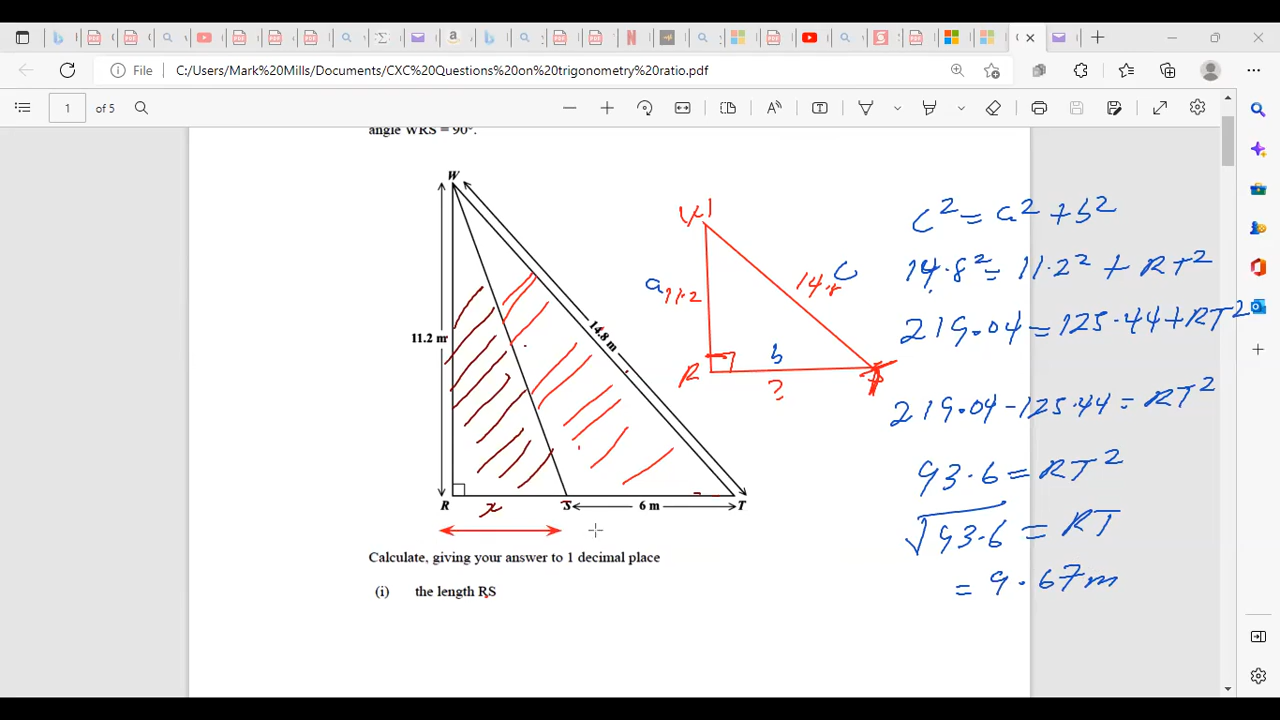 File C:/Users/Mark%20Mills/Documents/CXC%20Questions%20on%20trigonometry%20ratio.pdf
1 of 5
angle WRS = 90°.
W
11.2 m
14.8 m
R
x
S
6 m
T
W
a 11.2
14.8 c
R
b
?
T
c² = a² + b²
14.8² = 11.2² + RT²
219.04 = 125.44 + RT²
219.04 - 125.44 = RT²
93.6 = RT²
√93.6 = RT
= 9.67m
Calculate, giving your answer to 1 decimal place
(i) the length RS